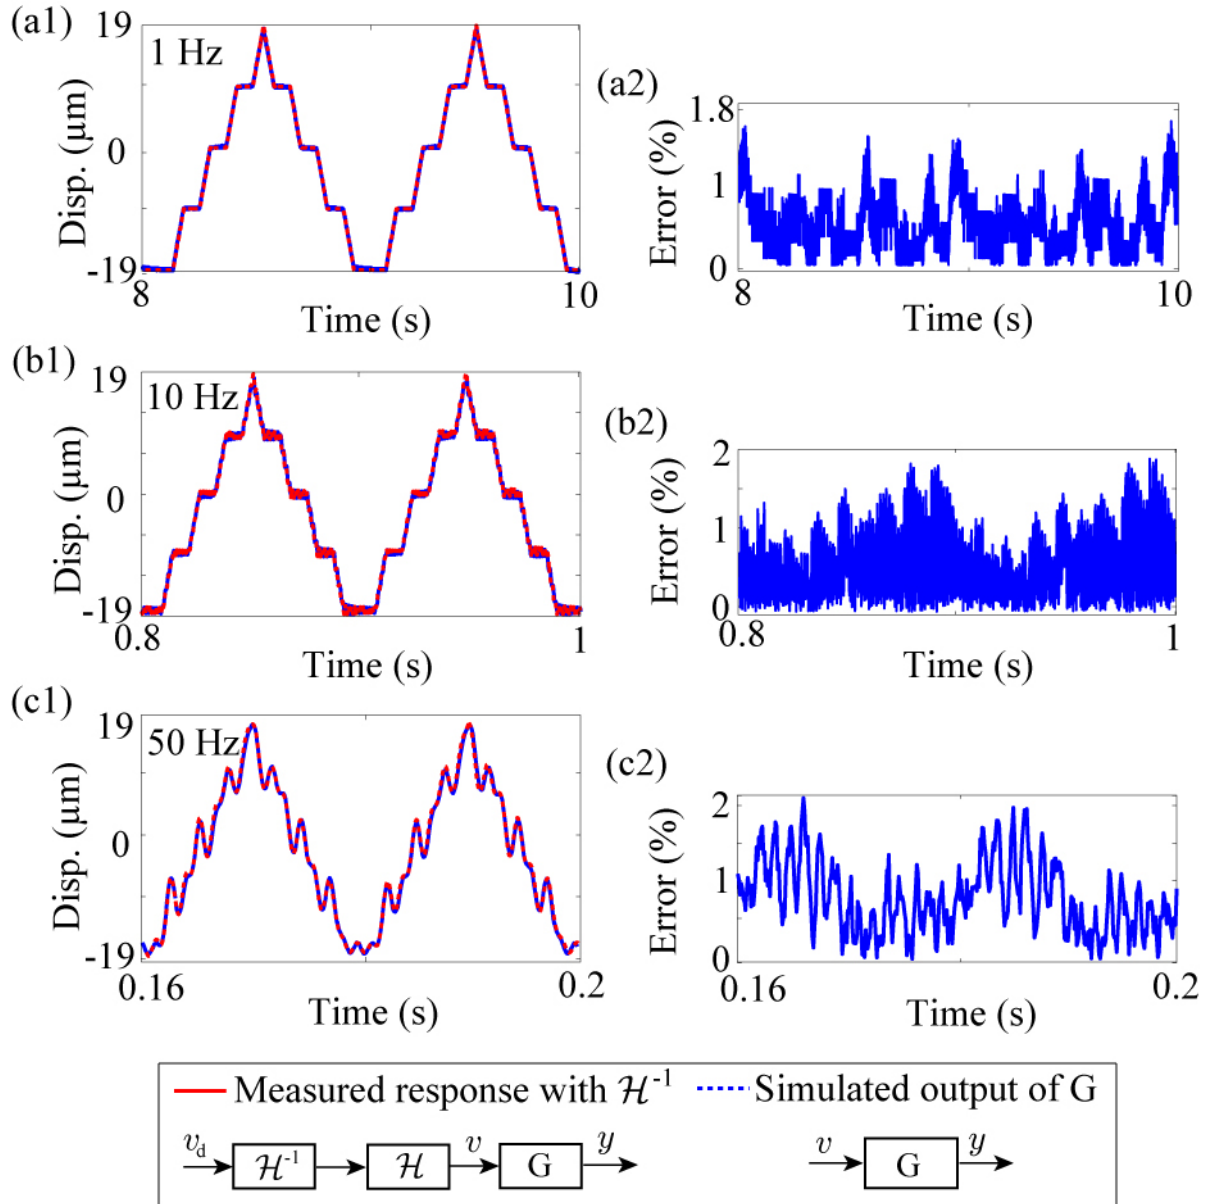 (a1)
19
1 Hz
0
-19
Disp. (μm)
8
10
Time (s)
(a2)
1.8
1
0
Error (%)
8
10
Time (s)
(b1)
19
10 Hz
0
-19
Disp. (μm)
0.8
1
Time (s)
(b2)
2
1
0
Error (%)
0.8
1
Time (s)
(c1)
19
50 Hz
0
-19
Disp. (μm)
0.16
0.2
Time (s)
(c2)
2
1
0
Error (%)
0.16
0.2
Time (s)
Measured response with ℋ⁻¹
Simulated output of G
v_d ℋ⁻¹ ℋ v G y
v G y